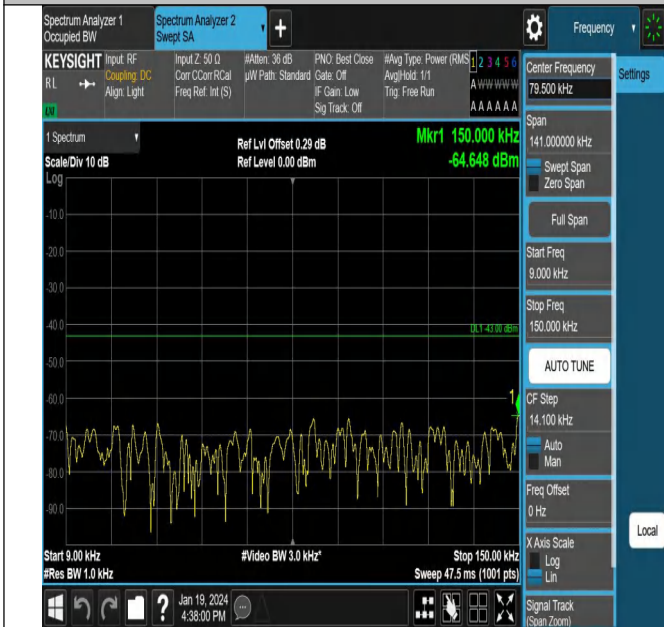 Spectrum Analyzer 1
Occupied BW
Spectrum Analyzer 2
Swept SA
+
Frequency
KEYSIGHT
RL
LXI
Input: RF
Coupling: DC
Align: Light
Input Z: 50 Ω
Corr CCorr RCal
Freq Ref: Int (S)
#Atten: 36 dB
µW Path: Standard
PNO: Best Close
Gate: Off
IF Gain: Low
Sig Track: Off
#Avg Type: Power (RMS
Avg|Hold: 1/1
Trig: Free Run
1 2 3 4 5 6
A W W W W W
A A A A A A
1 Spectrum
Scale/Div 10 dB
Ref Lvl Offset 0.29 dB
Ref Level 0.00 dBm
Mkr1 150.000 kHz
-64.648 dBm
Log
-10.0
-20.0
-30.0
-40.0
DL1 -43.00 dBm
-50.0
-60.0
1
-70.0
-80.0
-90.0
Start 9.00 kHz
#Res BW 1.0 kHz
#Video BW 3.0 kHz*
Stop 150.00 kHz
Sweep 47.5 ms (1001 pts)
?
Jan 19, 2024
4:38:00 PM
Center Frequency
79.500 kHz
Settings
Span
141.000000 kHz
Swept Span
Zero Span
Full Span
Start Freq
9.000 kHz
Stop Freq
150.000 kHz
AUTO TUNE
CF Step
14.100 kHz
Auto
Man
Freq Offset
0 Hz
Local
X Axis Scale
Log
Lin
Signal Track
(Span Zoom)